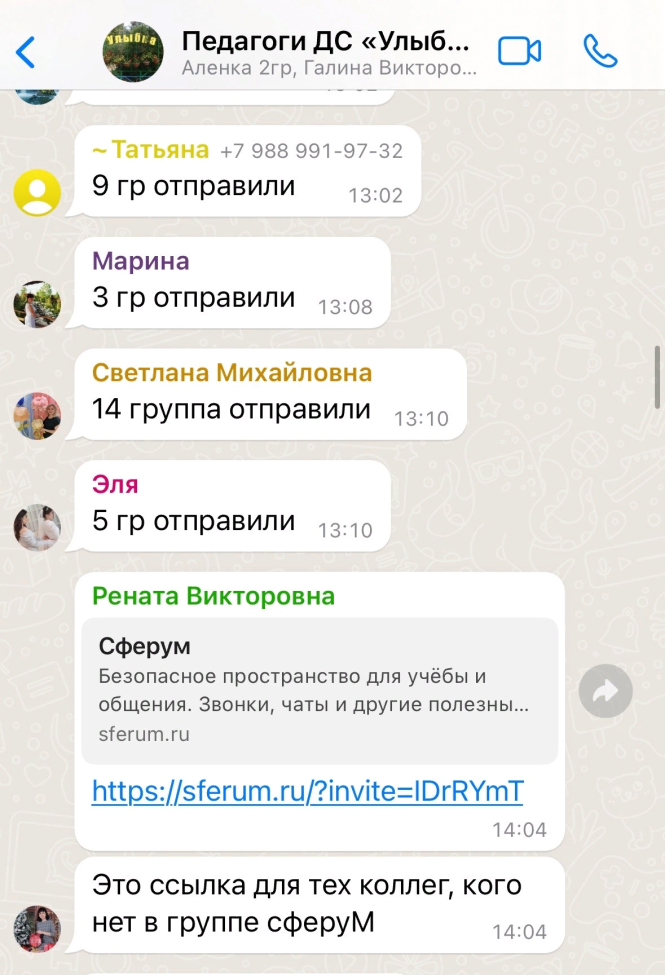 Улыбка
Педагоги ДС «Улыб...
Аленка 2гр, Галина Викторо...
~ Татьяна +7 988 991-97-32
9 гр отправили 13:02
Марина
3 гр отправили 13:08
Светлана Михайловна
14 группа отправили 13:10
Эля
5 гр отправили 13:10
Рената Викторовна
Сферум
Безопасное пространство для учёбы и
общения. Звонки, чаты и другие полезны...
sferum.ru
https://sferum.ru/?invite=lDrRYmT
14:04
Это ссылка для тех коллег, кого
нет в группе сферуМ 14:04